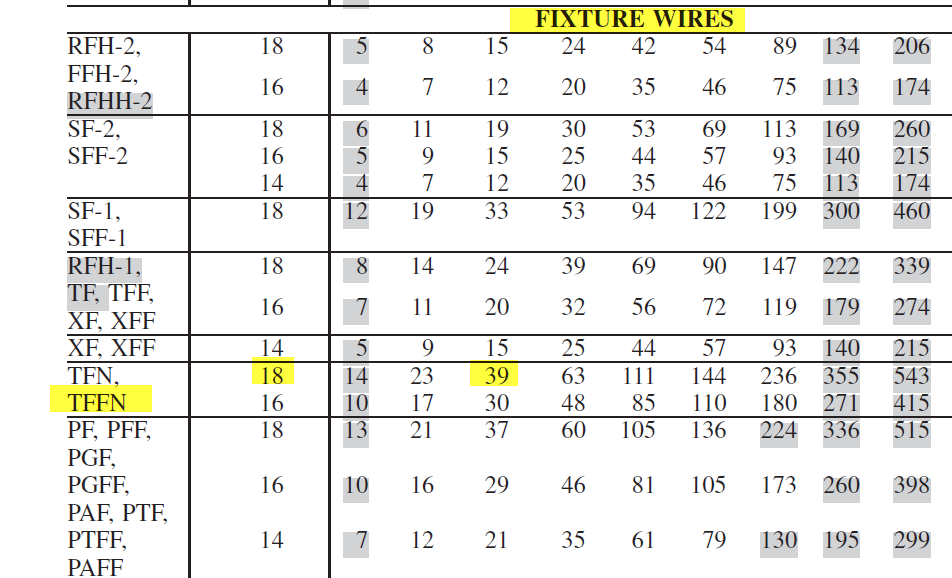 FIXTURE WIRES
RFH-2, 18 5 8 15 24 42 54 89 134 206
FFH-2,
16 4 7 12 20 35 46 75 113 174
RFHH-2
SF-2, 18 6 11 19 30 53 69 113 169 260
SFF-2 16 5 9 15 25 44 57 93 140 215
14 4 7 12 20 35 46 75 113 174
SF-1, 18 12 19 33 53 94 122 199 300 460
SFF-1
RFH-1, 18 8 14 24 39 69 90 147 222 339
TF, TFF,
16 7 11 20 32 56 72 119 179 274
XF, XFF
XF, XFF 14 5 9 15 25 44 57 93 140 215
TFN, 18 14 23 39 63 111 144 236 355 543
TFFN 16 10 17 30 48 85 110 180 271 415
PF, PFF, 18 13 21 37 60 105 136 224 336 515
PGF,
PGFF, 16 10 16 29 46 81 105 173 260 398
PAF, PTF,
PTFF, 14 7 12 21 35 61 79 130 195 299
PAFF